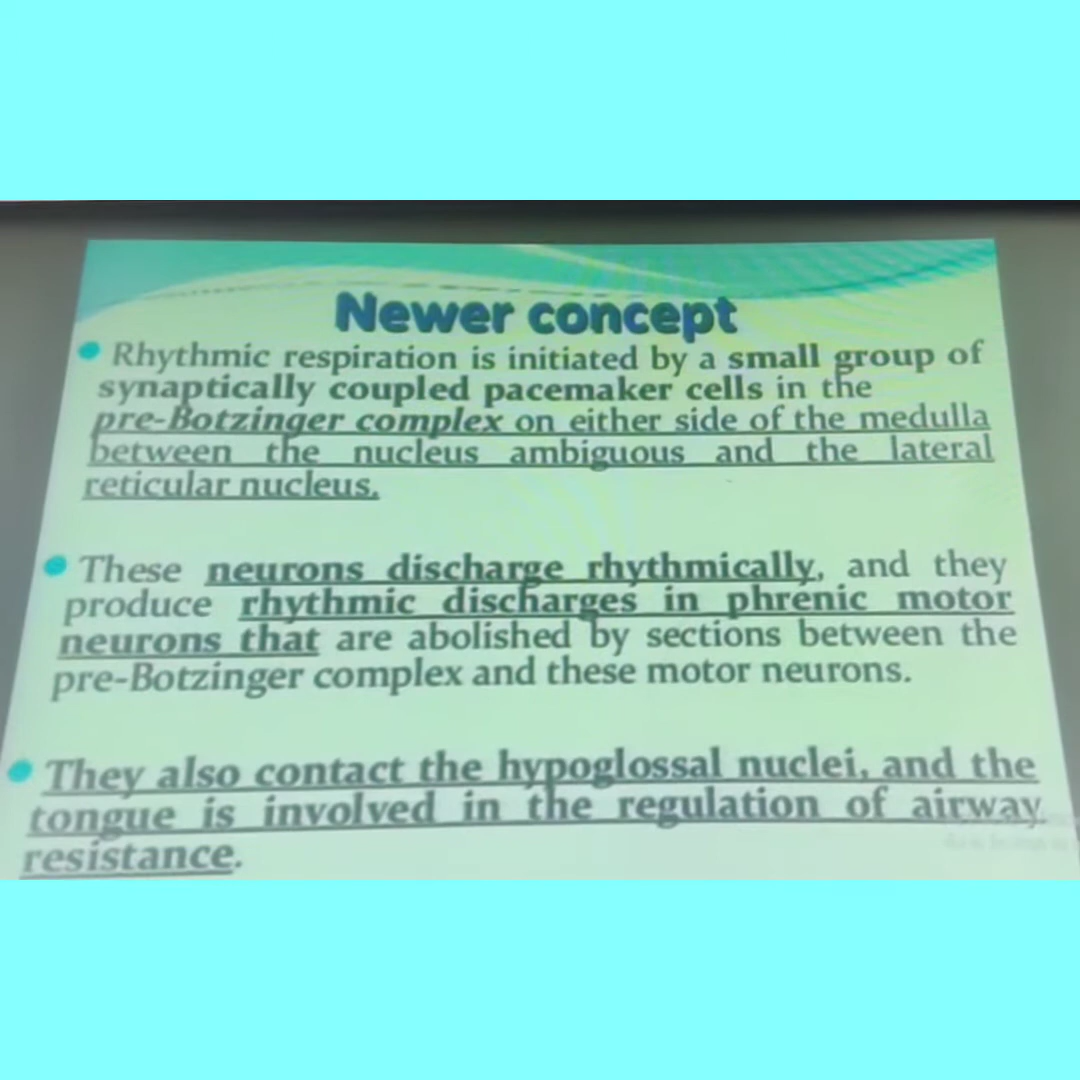 Newer concept
Rhythmic respiration is initiated by a small group of
synaptically coupled pacemaker cells in the
pre-Botzinger complex on either side of the medulla
between the nucleus ambiguous and the lateral
reticular nucleus.
These neurons discharge rhythmically, and they
produce rhythmic discharges in phrenic motor
neurons that are abolished by sections between the
pre-Botzinger complex and these motor neurons.
They also contact the hypoglossal nuclei, and the
tongue is involved in the regulation of airway
resistance.